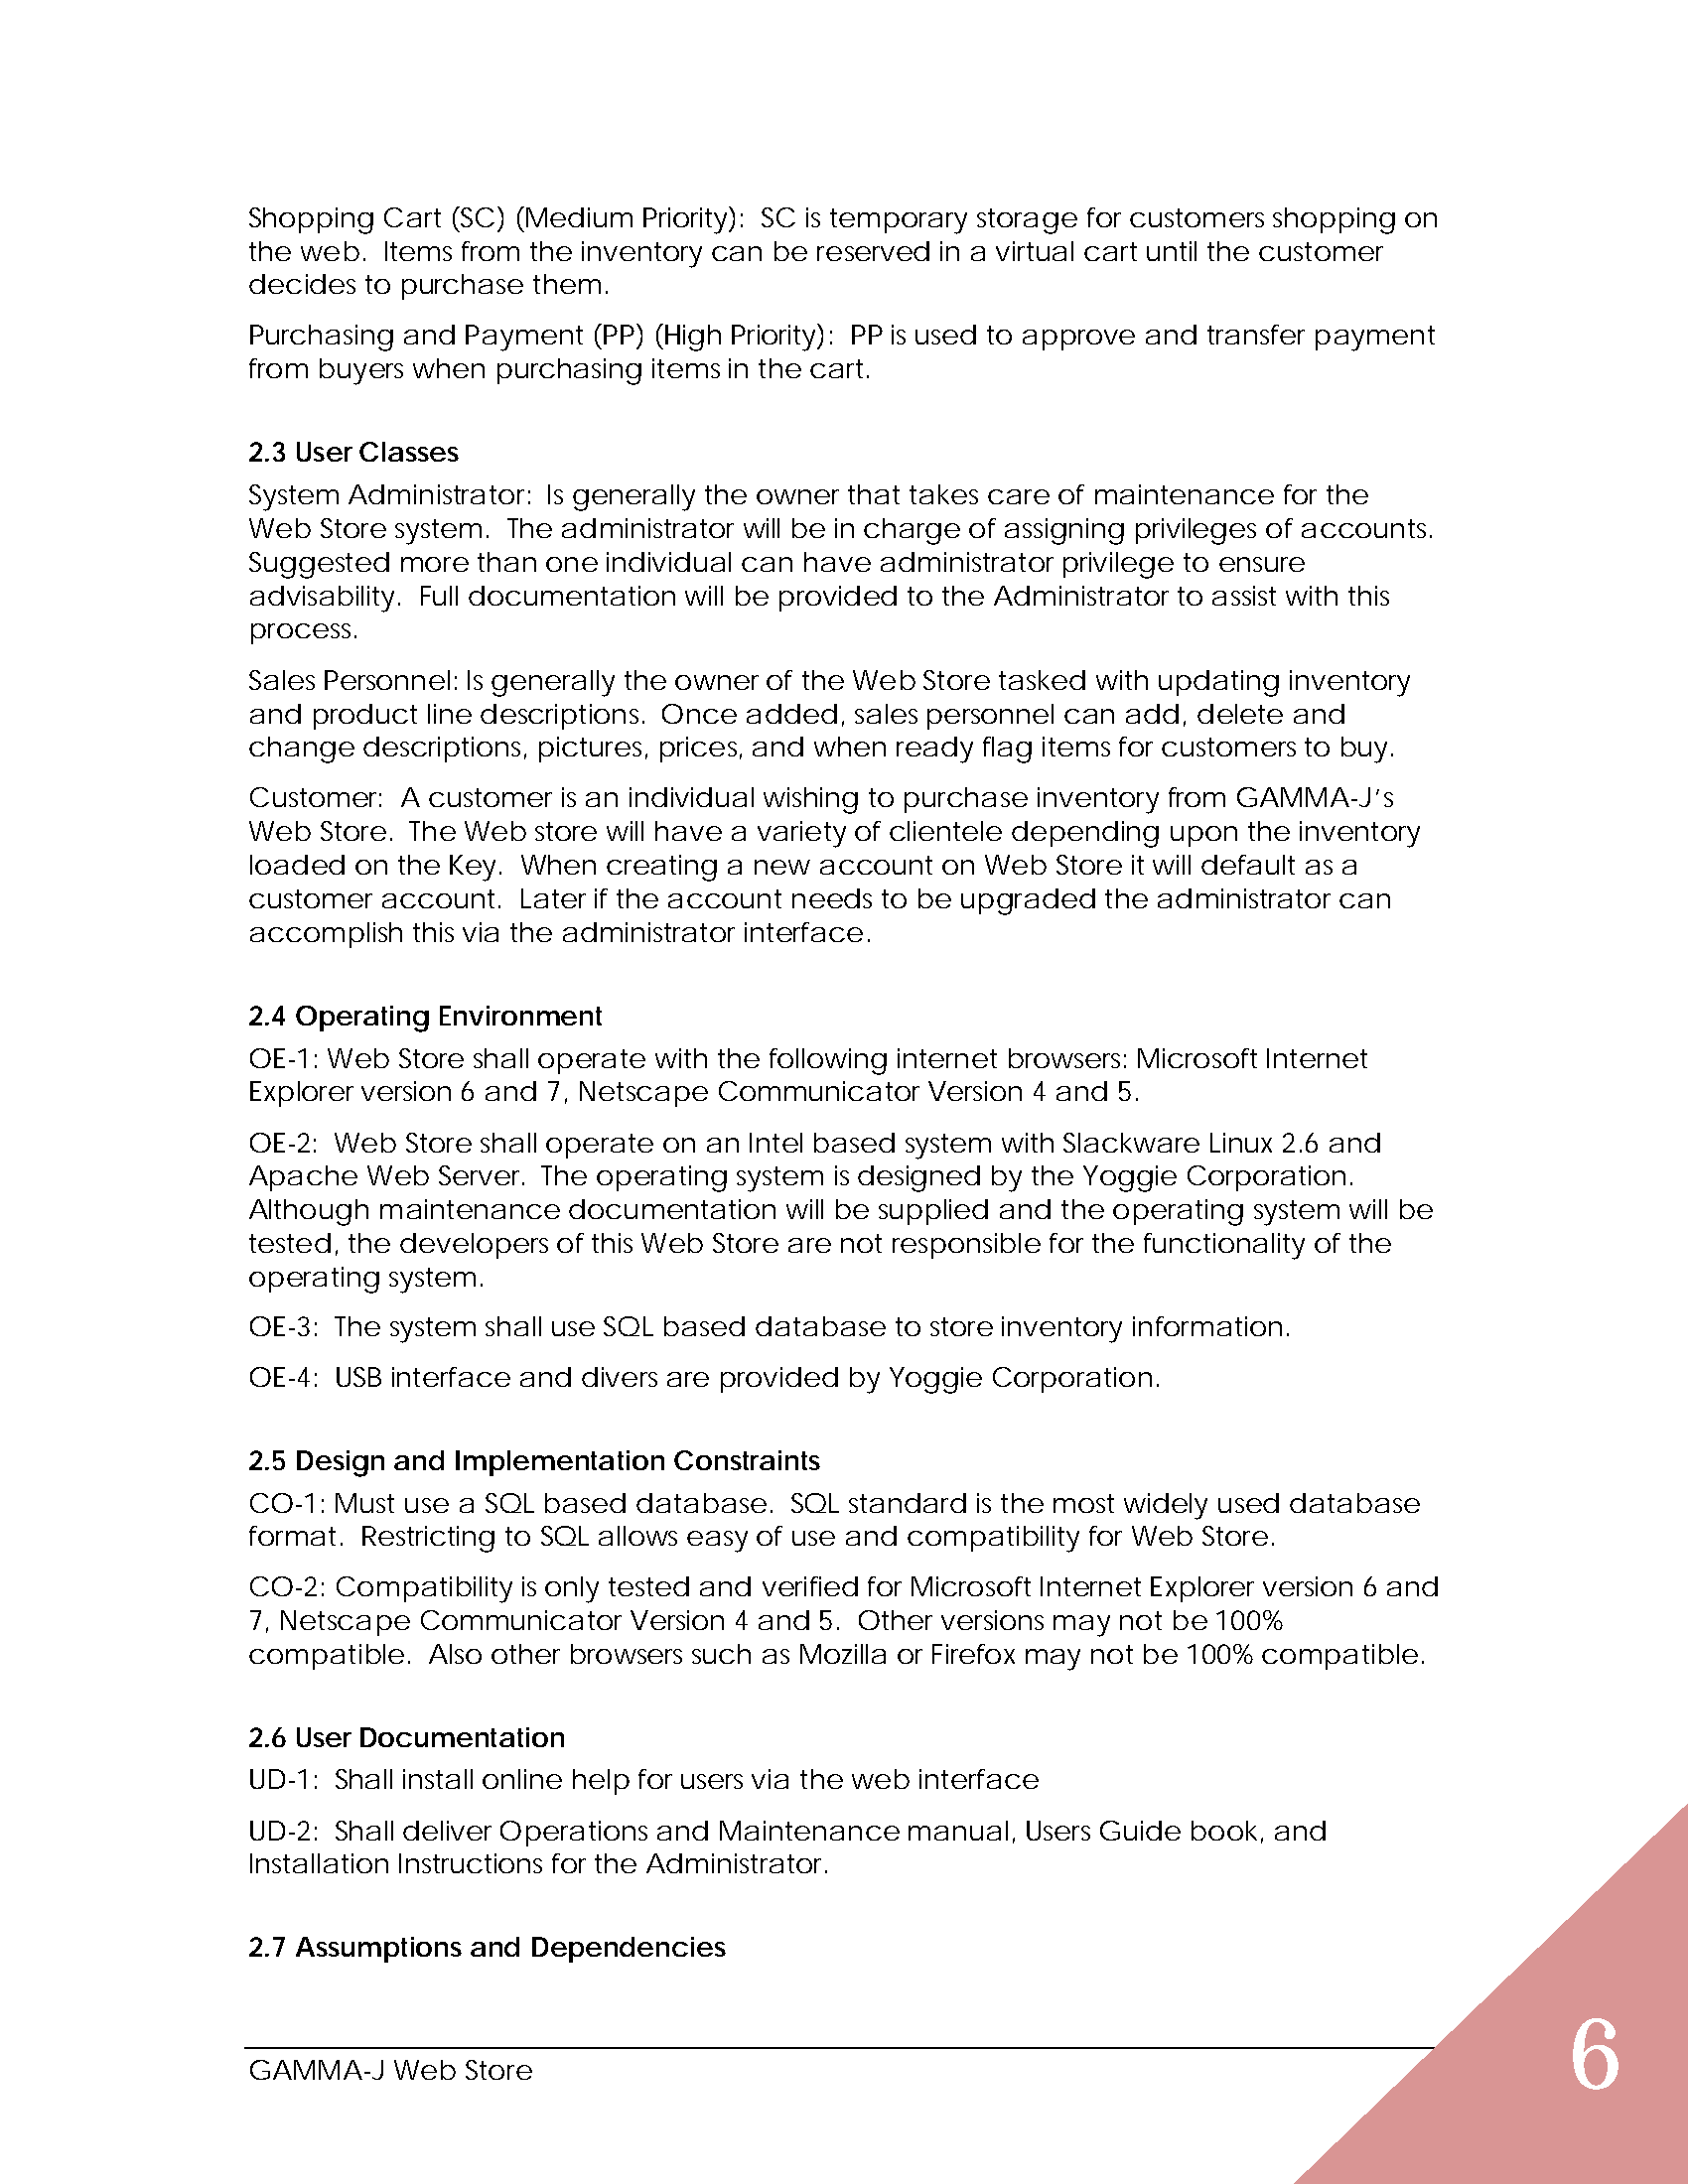 Shopping Cart (SC) (Medium Priority):  SC is temporary storage for customers shopping on
the web.  Items from the inventory can be reserved in a virtual cart until the customer
decides to purchase them.
Purchasing and Payment (PP) (High Priority):  PP is used to approve and transfer payment
from buyers when purchasing items in the cart.
2.3 User Classes
System Administrator:  Is generally the owner that takes care of maintenance for the
Web Store system.  The administrator will be in charge of assigning privileges of accounts.
Suggested more than one individual can have administrator privilege to ensure
advisability.  Full documentation will be provided to the Administrator to assist with this
process.
Sales Personnel: Is generally the owner of the Web Store tasked with updating inventory
and product line descriptions.  Once added, sales personnel can add, delete and
change descriptions, pictures, prices, and when ready flag items for customers to buy.
Customer:  A customer is an individual wishing to purchase inventory from GAMMA-J's
Web Store.  The Web store will have a variety of clientele depending upon the inventory
loaded on the Key.  When creating a new account on Web Store it will default as a
customer account.  Later if the account needs to be upgraded the administrator can
accomplish this via the administrator interface.
2.4 Operating Environment
OE-1: Web Store shall operate with the following internet browsers: Microsoft Internet
Explorer version 6 and 7, Netscape Communicator Version 4 and 5.
OE-2:  Web Store shall operate on an Intel based system with Slackware Linux 2.6 and
Apache Web Server.  The operating system is designed by the Yoggie Corporation.
Although maintenance documentation will be supplied and the operating system will be
tested, the developers of this Web Store are not responsible for the functionality of the
operating system.
OE-3:  The system shall use SQL based database to store inventory information.
OE-4:  USB interface and divers are provided by Yoggie Corporation.
2.5 Design and Implementation Constraints
CO-1: Must use a SQL based database.  SQL standard is the most widely used database
format.  Restricting to SQL allows easy of use and compatibility for Web Store.
CO-2: Compatibility is only tested and verified for Microsoft Internet Explorer version 6 and
7, Netscape Communicator Version 4 and 5.  Other versions may not be 100%
compatible.  Also other browsers such as Mozilla or Firefox may not be 100% compatible.
2.6 User Documentation
UD-1:  Shall install online help for users via the web interface
UD-2:  Shall deliver Operations and Maintenance manual, Users Guide book, and
Installation Instructions for the Administrator.
2.7 Assumptions and Dependencies
GAMMA-J Web Store
6